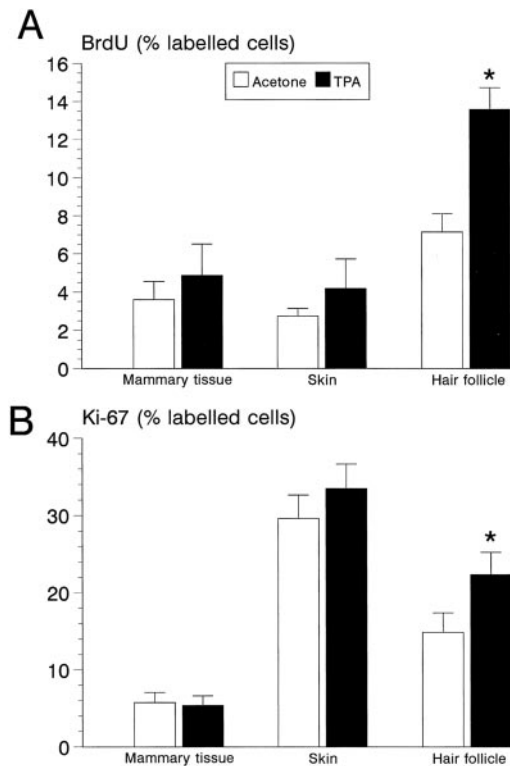 A
BrdU (% labelled cells)
16
Acetone TPA
*
14
12
10
8
6
4
2
0
Mammary tissue Skin Hair follicle
B
Ki-67 (% labelled cells)
40
30
*
20
10
0
Mammary tissue Skin Hair follicle